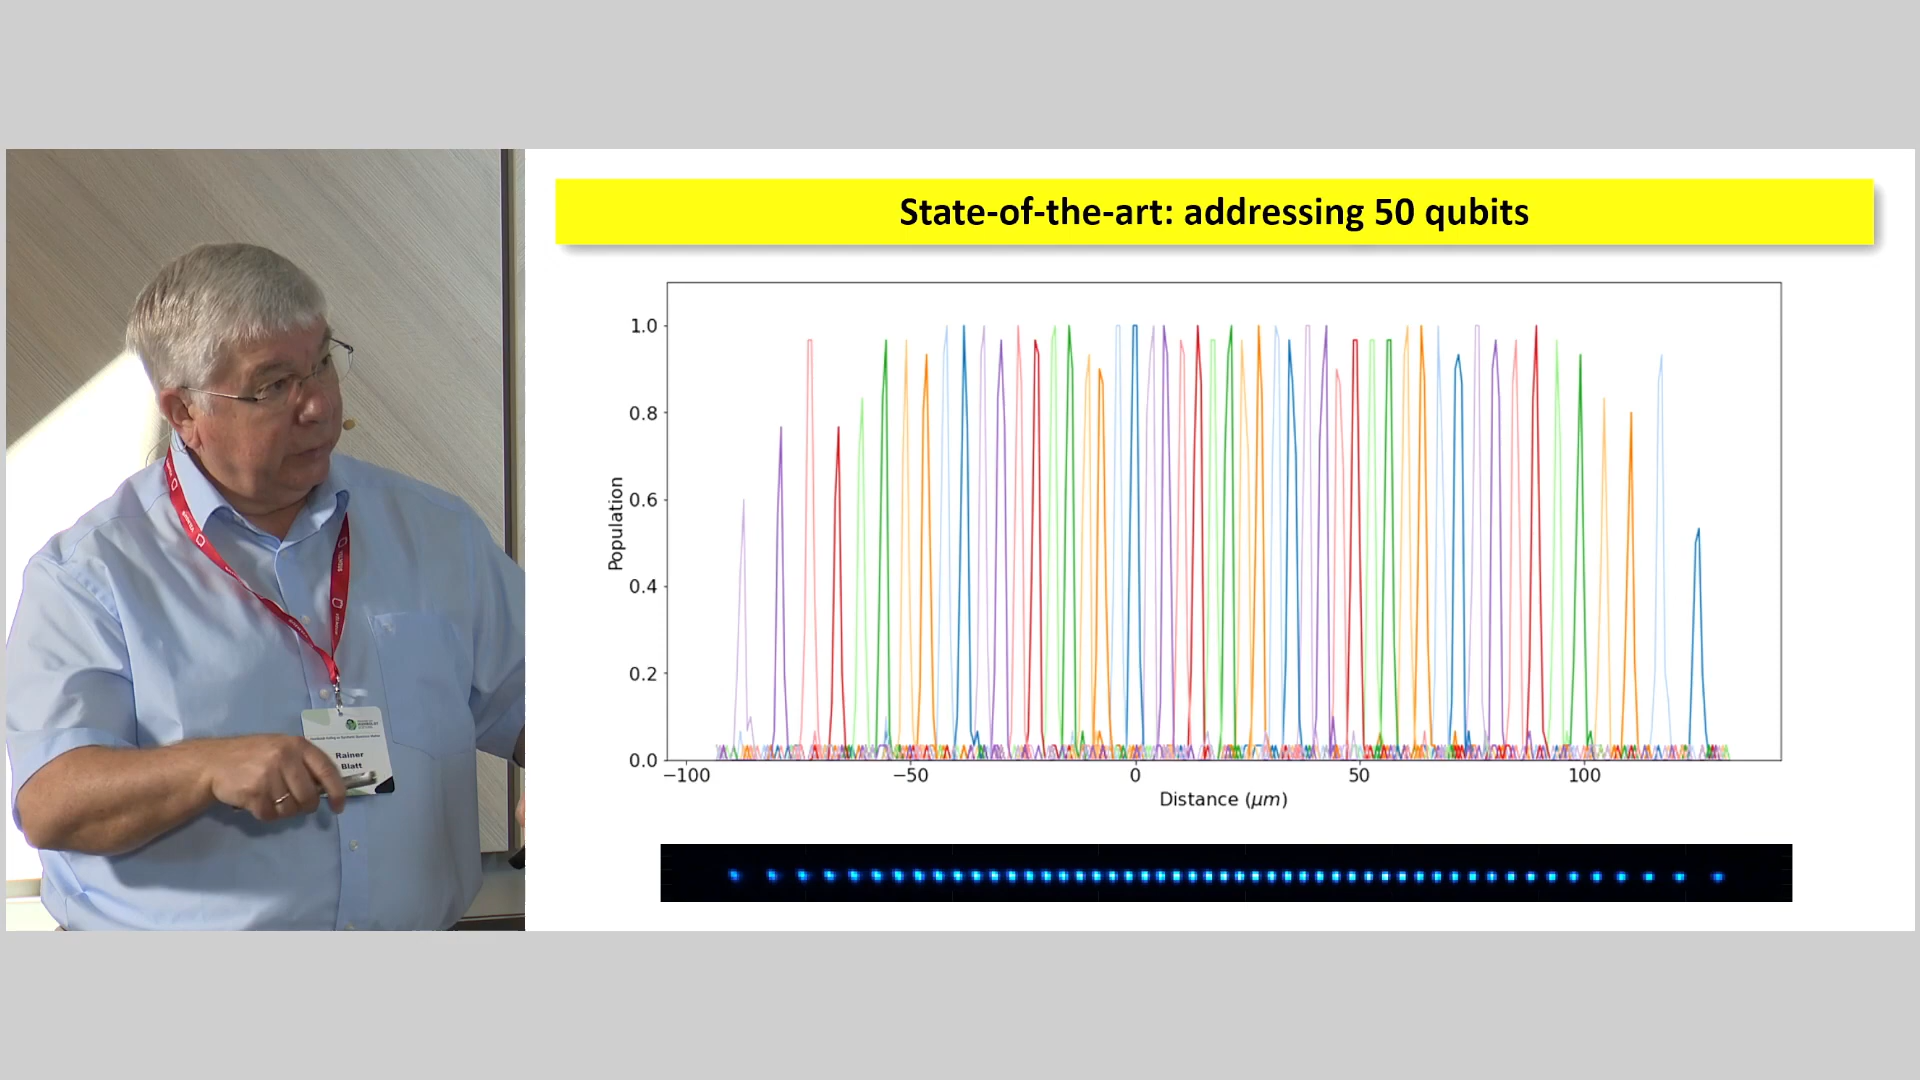 State-of-the-art: addressing 50 qubits
1.0
0.8
0.6
0.4
0.2
0.0
Population
−100
−50
0
50
100
Distance (μm)
Rainer
Blatt